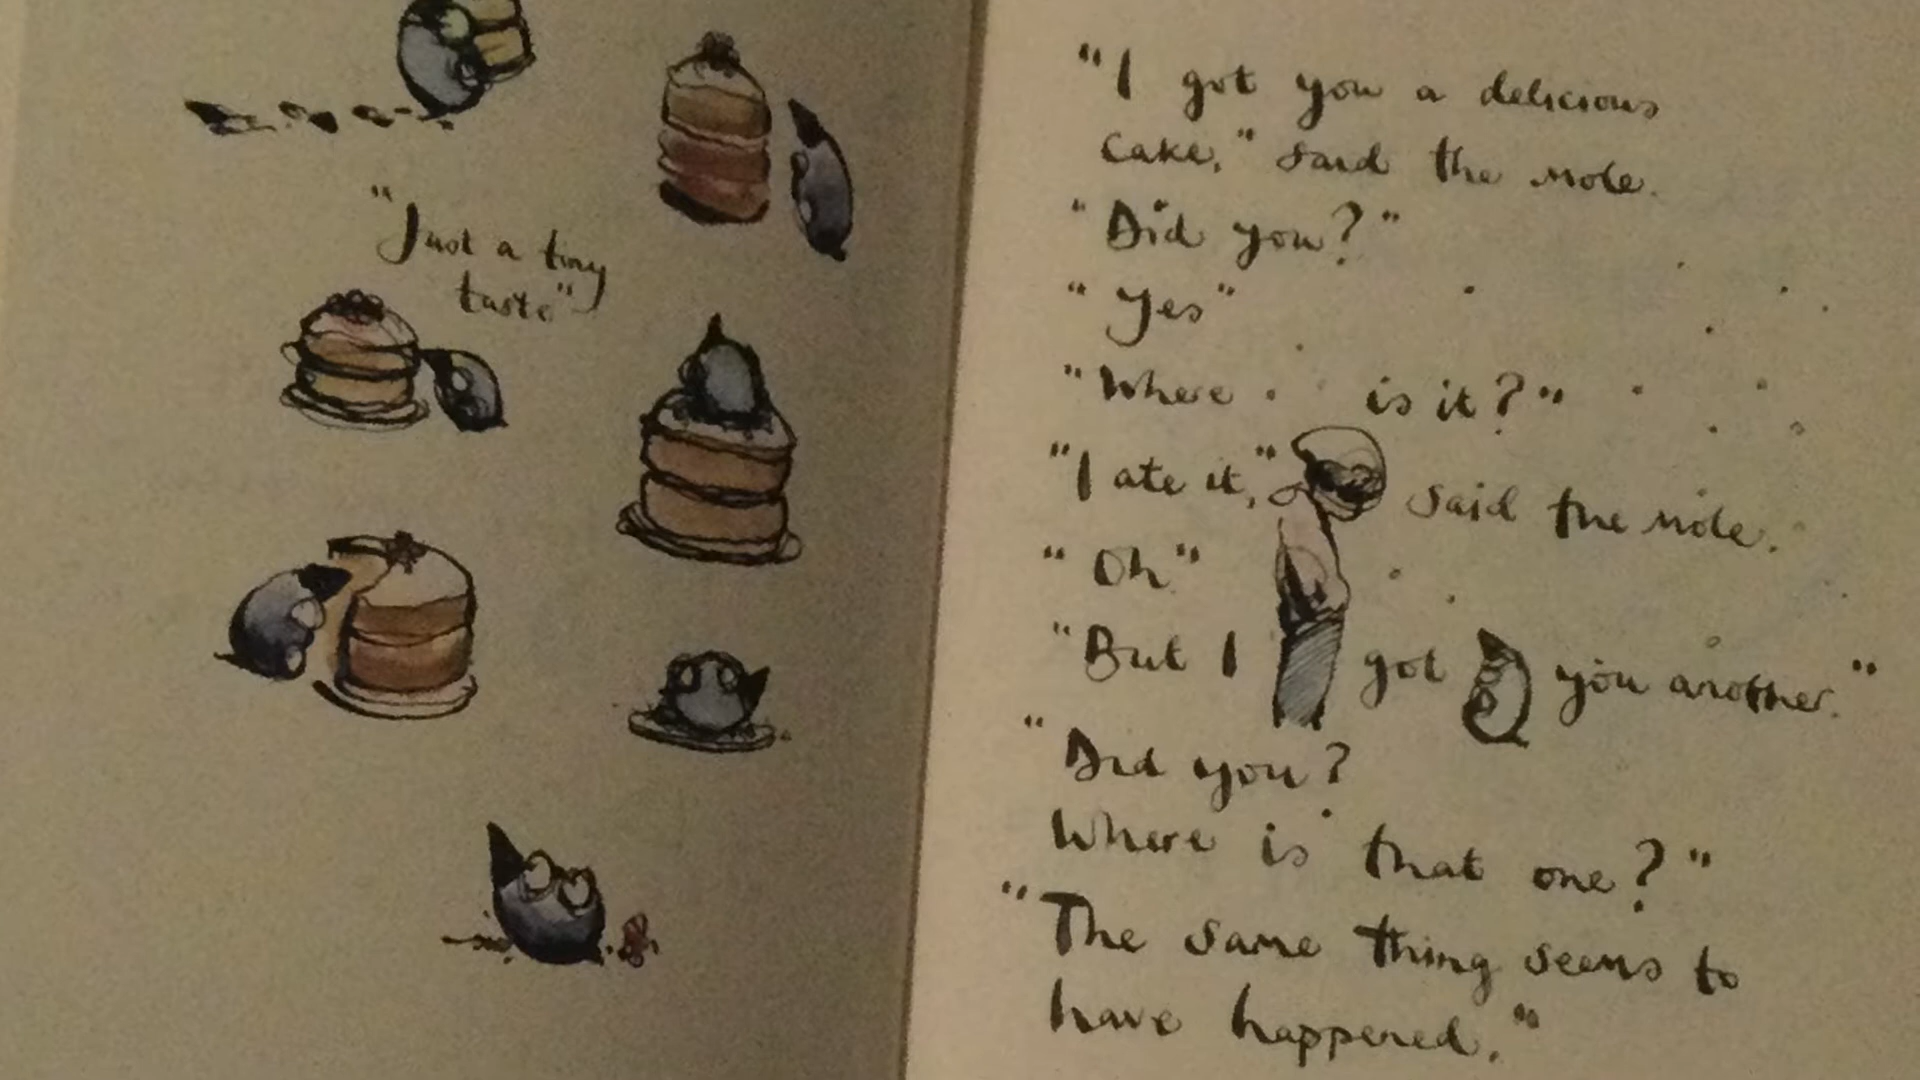 "Just a tiny
taste"
"I got you a delicious
cake," said the mole.
"Did you?"
"Yes"
"Where is it?"
"I ate it," said the mole.
"Oh"
"But I got you another."
"Did you?
Where is that one?"
"The same thing seems to
have happened."